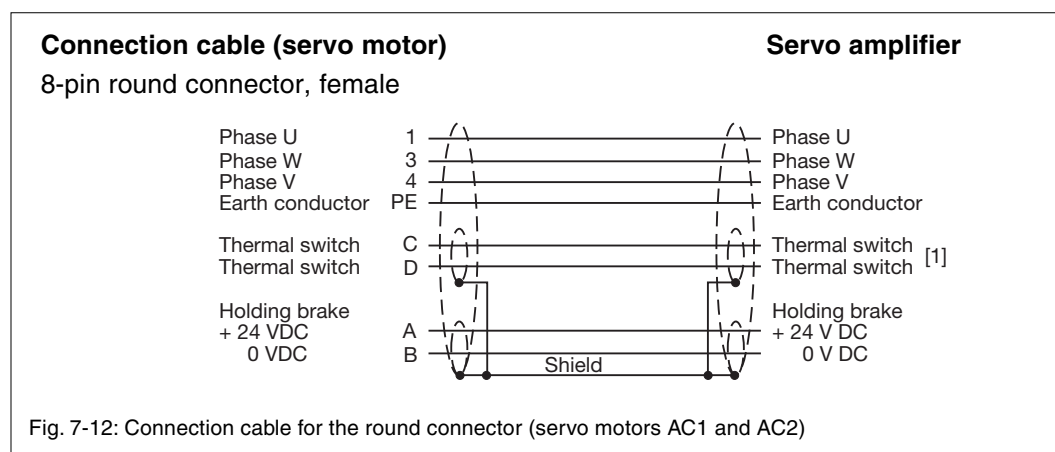 Connection cable (servo motor) Servo amplifier
8-pin round connector, female
Phase U 1 Phase U
Phase W 3 Phase W
Phase V 4 Phase V
Earth conductor PE Earth conductor
Thermal switch C Thermal switch
Thermal switch D Thermal switch [1]
Holding brake Holding brake
+ 24 VDC A + 24 V DC
0 VDC B 0 V DC
Shield
Fig. 7-12: Connection cable for the round connector (servo motors AC1 and AC2)